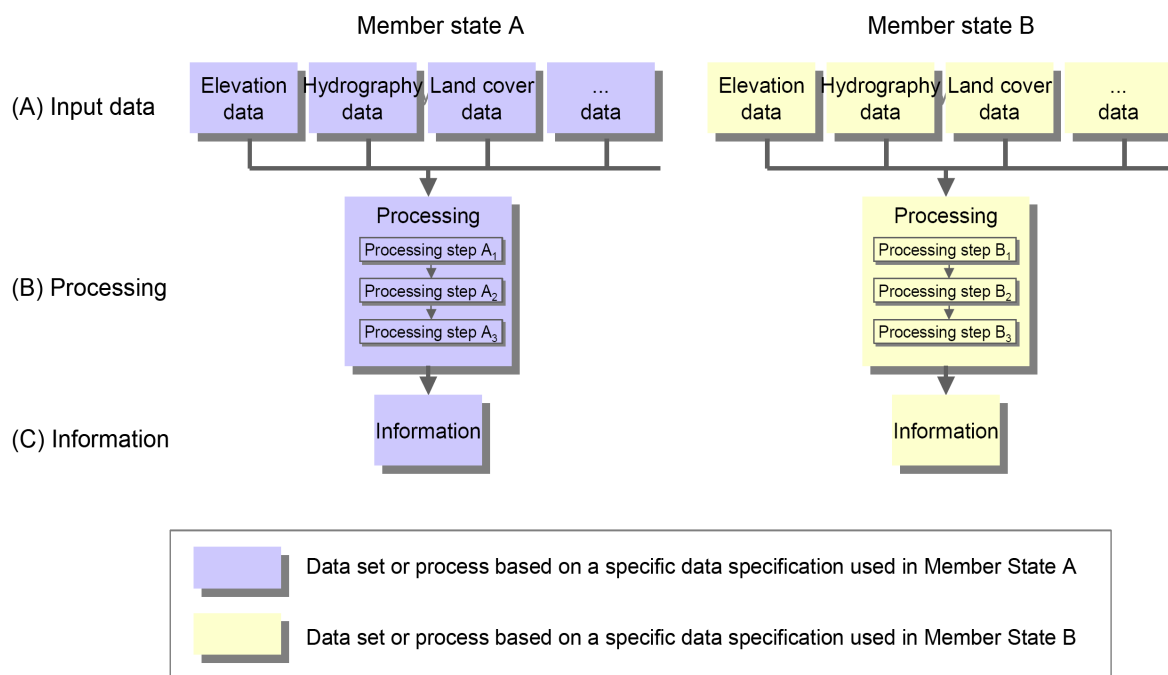 Member state A
Member state B
(A) Input data
Elevation
data
Hydrography
data
Land cover
data
...
data
Elevation
data
Hydrography
data
Land cover
data
...
data
(B) Processing
Processing
Processing step A1
Processing step A2
Processing step A3
Processing
Processing step B1
Processing step B2
Processing step B3
(C) Information
Information
Information
Data set or process based on a specific data specification used in Member State A
Data set or process based on a specific data specification used in Member State B